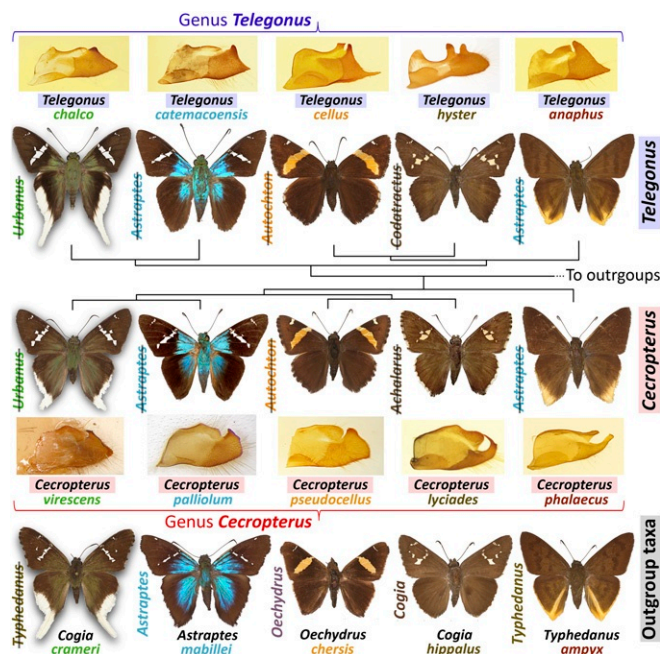 Genus Telegonus
Telegonus
chalco
Telegonus
catemacoensis
Telegonus
cellus
Telegonus
hyster
Telegonus
anaphus
Urbanus
Astraptes
Autochton
Codatractus
Astraptes
Telegonus
To outrgoups
Urbanus
Astraptes
Autochton
Achalarus
Astraptes
Cecropterus
Cecropterus
virescens
Cecropterus
palliolum
Cecropterus
pseudocellus
Cecropterus
lyciades
Cecropterus
phalaecus
Genus Cecropterus
Typhedanus
Cogia
crameri
Astraptes
Astraptes
mabillei
Oechydrus
Oechydrus
chersis
Cogia
Cogia
hippalus
Typhedanus
Typhedanus
ampyx
Outgroup taxa